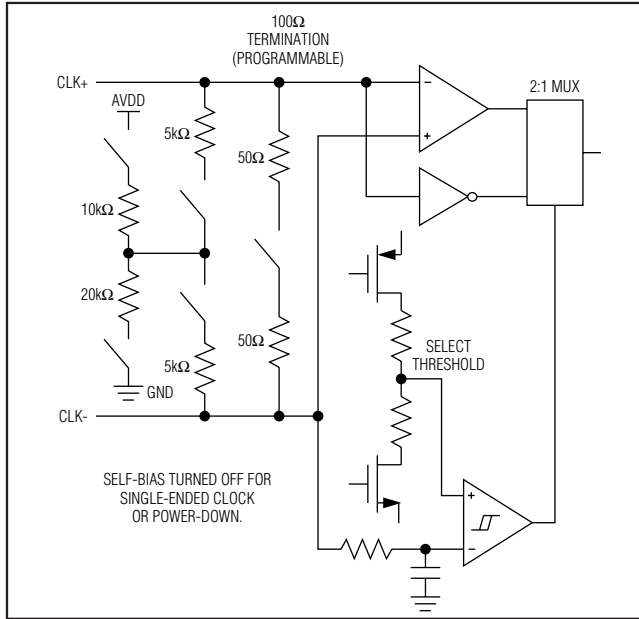 100Ω
TERMINATION
(PROGRAMMABLE)
2:1 MUX
CLK+
AVDD
5kΩ
50Ω
-
+
10kΩ
20kΩ
50Ω
SELECT
THRESHOLD
5kΩ
GND
CLK-
SELF-BIAS TURNED OFF FOR
SINGLE-ENDED CLOCK
OR POWER-DOWN.
+
-